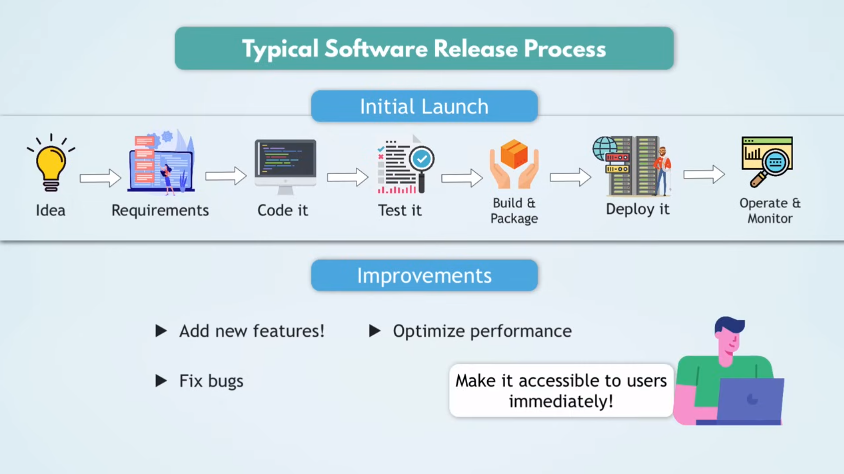 Typical Software Release Process
Initial Launch
Idea
Requirements
Code it
Test it
Build &
Package
Deploy it
Operate &
Monitor
Improvements
▶ Add new features!
▶ Optimize performance
▶ Fix bugs
Make it accessible to users
immediately!